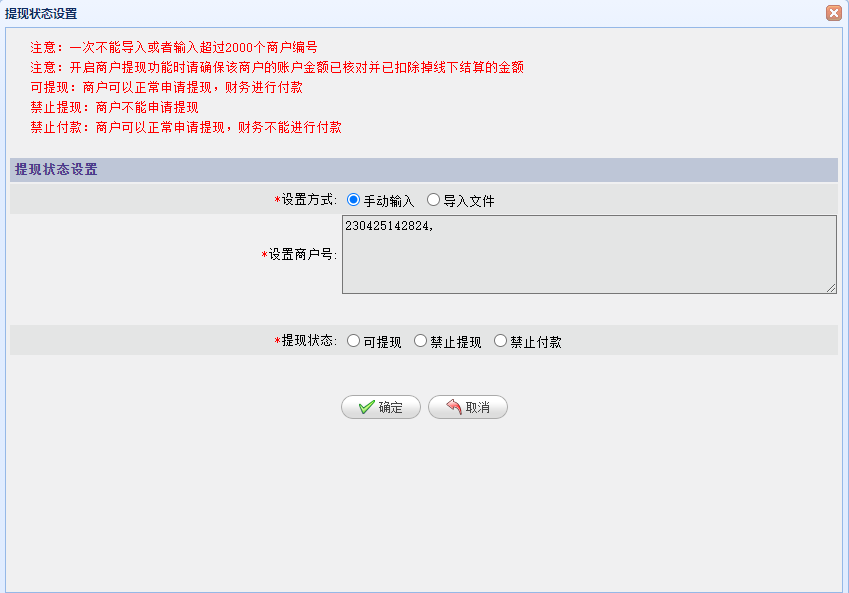 提现状态设置
注意：一次不能导入或者输入超过2000个商户编号
注意：开启商户提现功能时请确保该商户的账户金额已核对并已扣除掉线下结算的金额
可提现：商户可以正常申请提现，财务进行付款
禁止提现：商户不能申请提现
禁止付款：商户可以正常申请提现，财务不能进行付款
提现状态设置
*设置方式: 手动输入 导入文件
*设置商户号: 230425142824,
*提现状态: 可提现 禁止提现 禁止付款
确定 取消